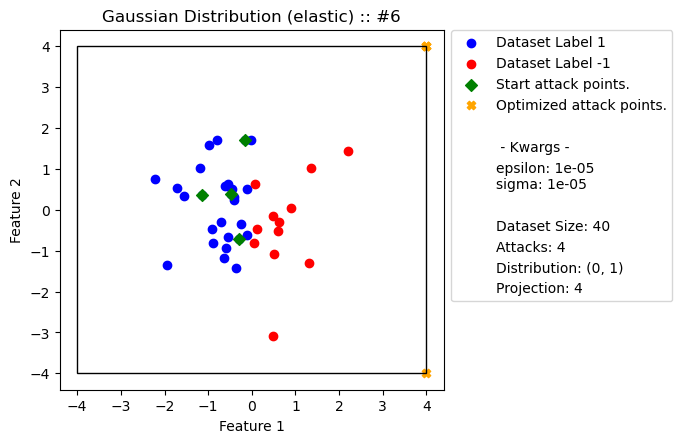 Gaussian Distribution (elastic) :: #6
4
3
2
1
0
−1
−2
−3
−4
Feature 2
−4 −3 −2 −1 0 1 2 3 4
Feature 1
Dataset Label 1
Dataset Label -1
Start attack points.
Optimized attack points.
- Kwargs -
epsilon: 1e-05
sigma: 1e-05
Dataset Size: 40
Attacks: 4
Distribution: (0, 1)
Projection: 4